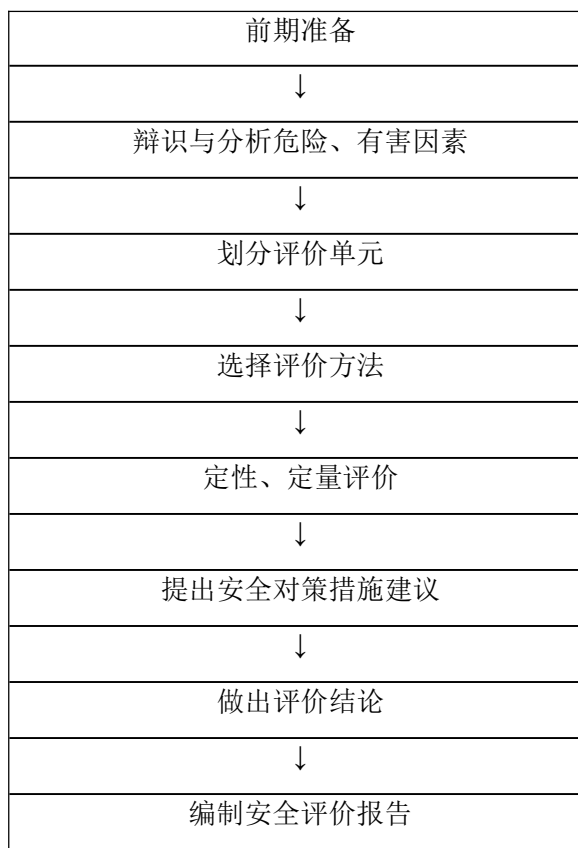 前期准备
↓
辩识与分析危险、有害因素
↓
划分评价单元
↓
选择评价方法
↓
定性、定量评价
↓
提出安全对策措施建议
↓
做出评价结论
↓
编制安全评价报告